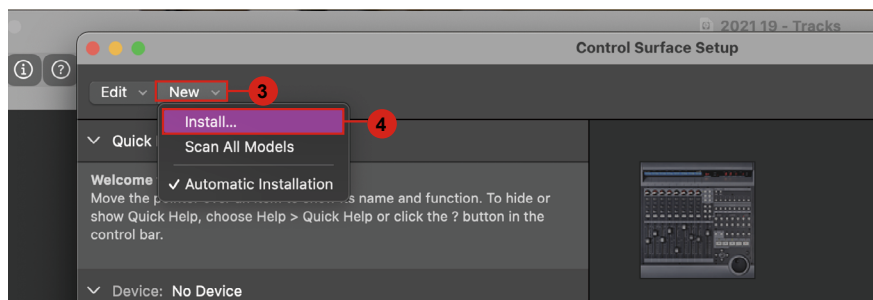 2021 19 - Tracks
Control Surface Setup
Edit
New
3
Install...
4
Quick
Scan All Models
Automatic Installation
Welcome
Move the ts name and function. To hide or
show Quick Help, choose Help > Quick Help or click the ? button in the
control bar.
Device: No Device